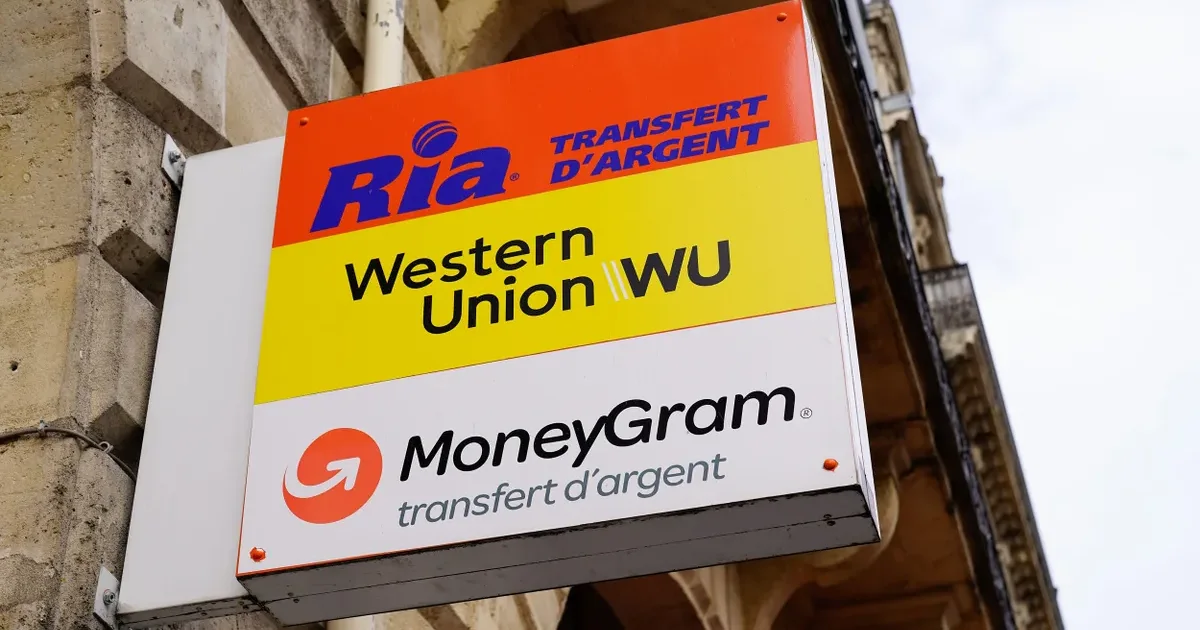 Ria®
TRANSFERT
D'ARGENT
Western
Union WU
MoneyGram®
transfert d'argent